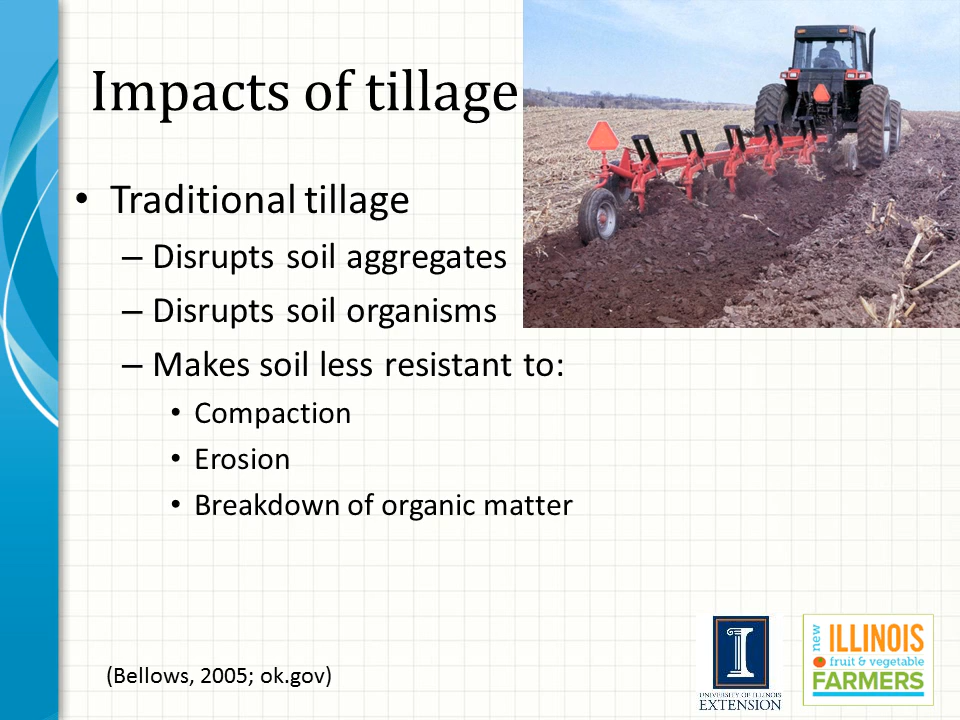 Impacts of tillage
• Traditional tillage
– Disrupts soil aggregates
– Disrupts soil organisms
– Makes soil less resistant to:
• Compaction
• Erosion
• Breakdown of organic matter
(Bellows, 2005; ok.gov)
I
UNIVERSITY OF ILLINOIS
EXTENSION
new
ILLINOIS
fruit & vegetable
FARMERS